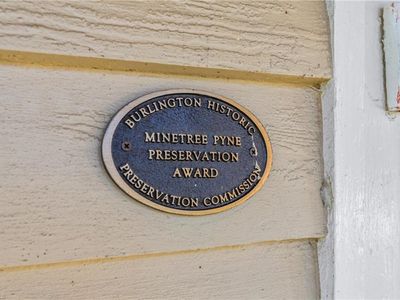 BURLINGTON HISTORIC
MINETREE PYNE
PRESERVATION
AWARD
PRESERVATION COMMISSION